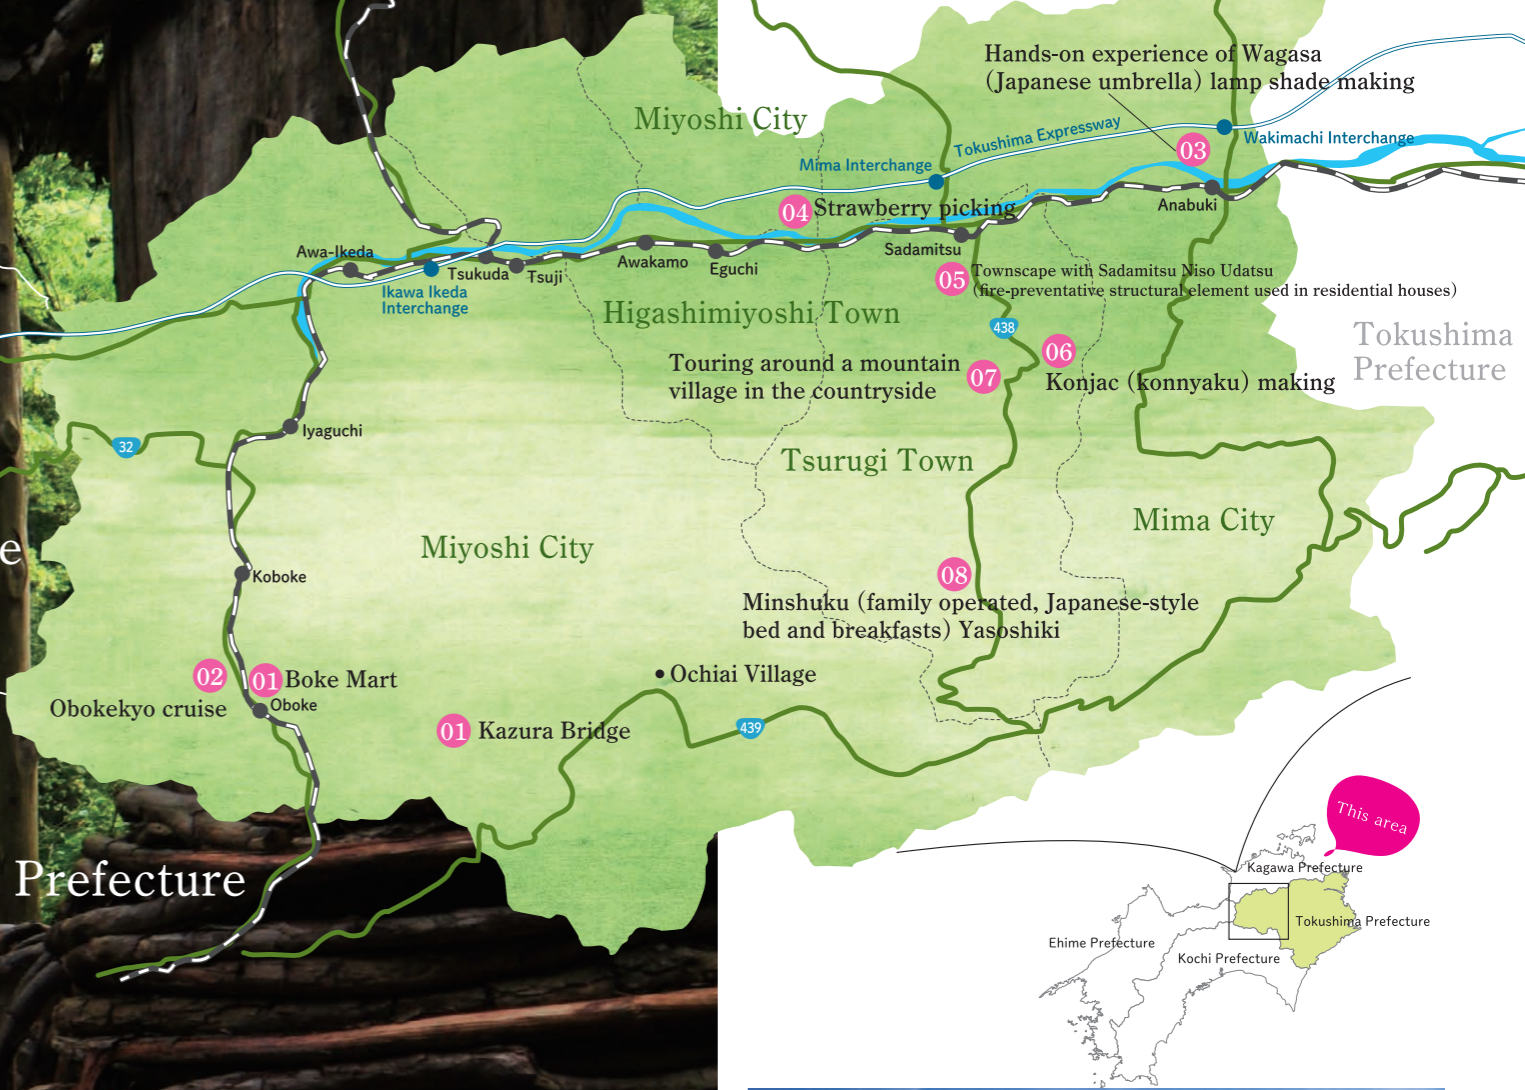 Hands-on experience of Wagasa
(Japanese umbrella) lamp shade making
Miyoshi City
Tokushima Expressway
Wakimachi Interchange
03
Mima Interchange
04
Strawberry picking
Anabuki
Sadamitsu
Awa-Ikeda
Tsukuda
Tsuji
Awakamo
Eguchi
Ikawa Ikeda
Interchange
05
Townscape with Sadamitsu Niso Udatsu
(fire-preventative structural element used in residential houses)
Higashimiyoshi Town
438
Tokushima
Prefecture
06
Konjac (konnyaku) making
Touring around a mountain
village in the countryside
07
Iyaguchi
32
Tsurugi Town
Mima City
e
Miyoshi City
Koboke
08
Minshuku (family operated, Japanese-style
bed and breakfasts) Yasoshiki
02
Obokekyo cruise
01
Boke Mart
Oboke
Ochiai Village
01
Kazura Bridge
439
This area
Prefecture
Kagawa Prefecture
Tokushima Prefecture
Ehime Prefecture
Kochi Prefecture